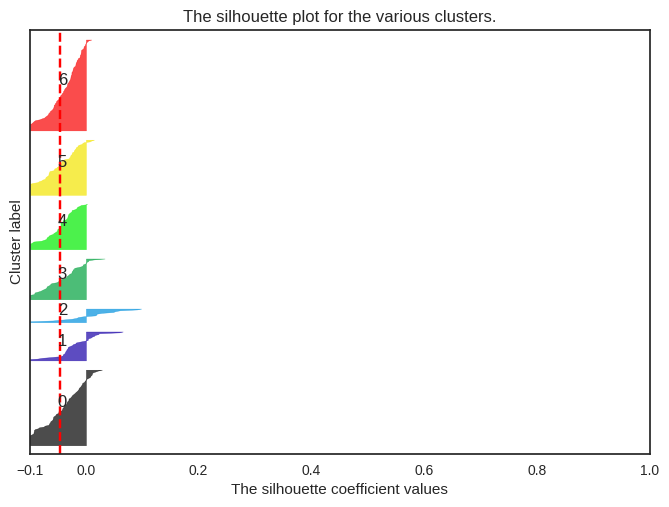 The silhouette plot for the various clusters.
6
5
4
3
2
1
0
Cluster label
−0.1 0.0 0.2 0.4 0.6 0.8 1.0
The silhouette coefficient values